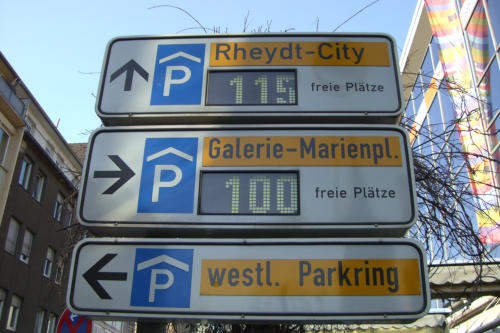 Rheydt-City
P 115 freie Plätze
Galerie-Marienpl.
P 100 freie Plätze
P westl. Parkring